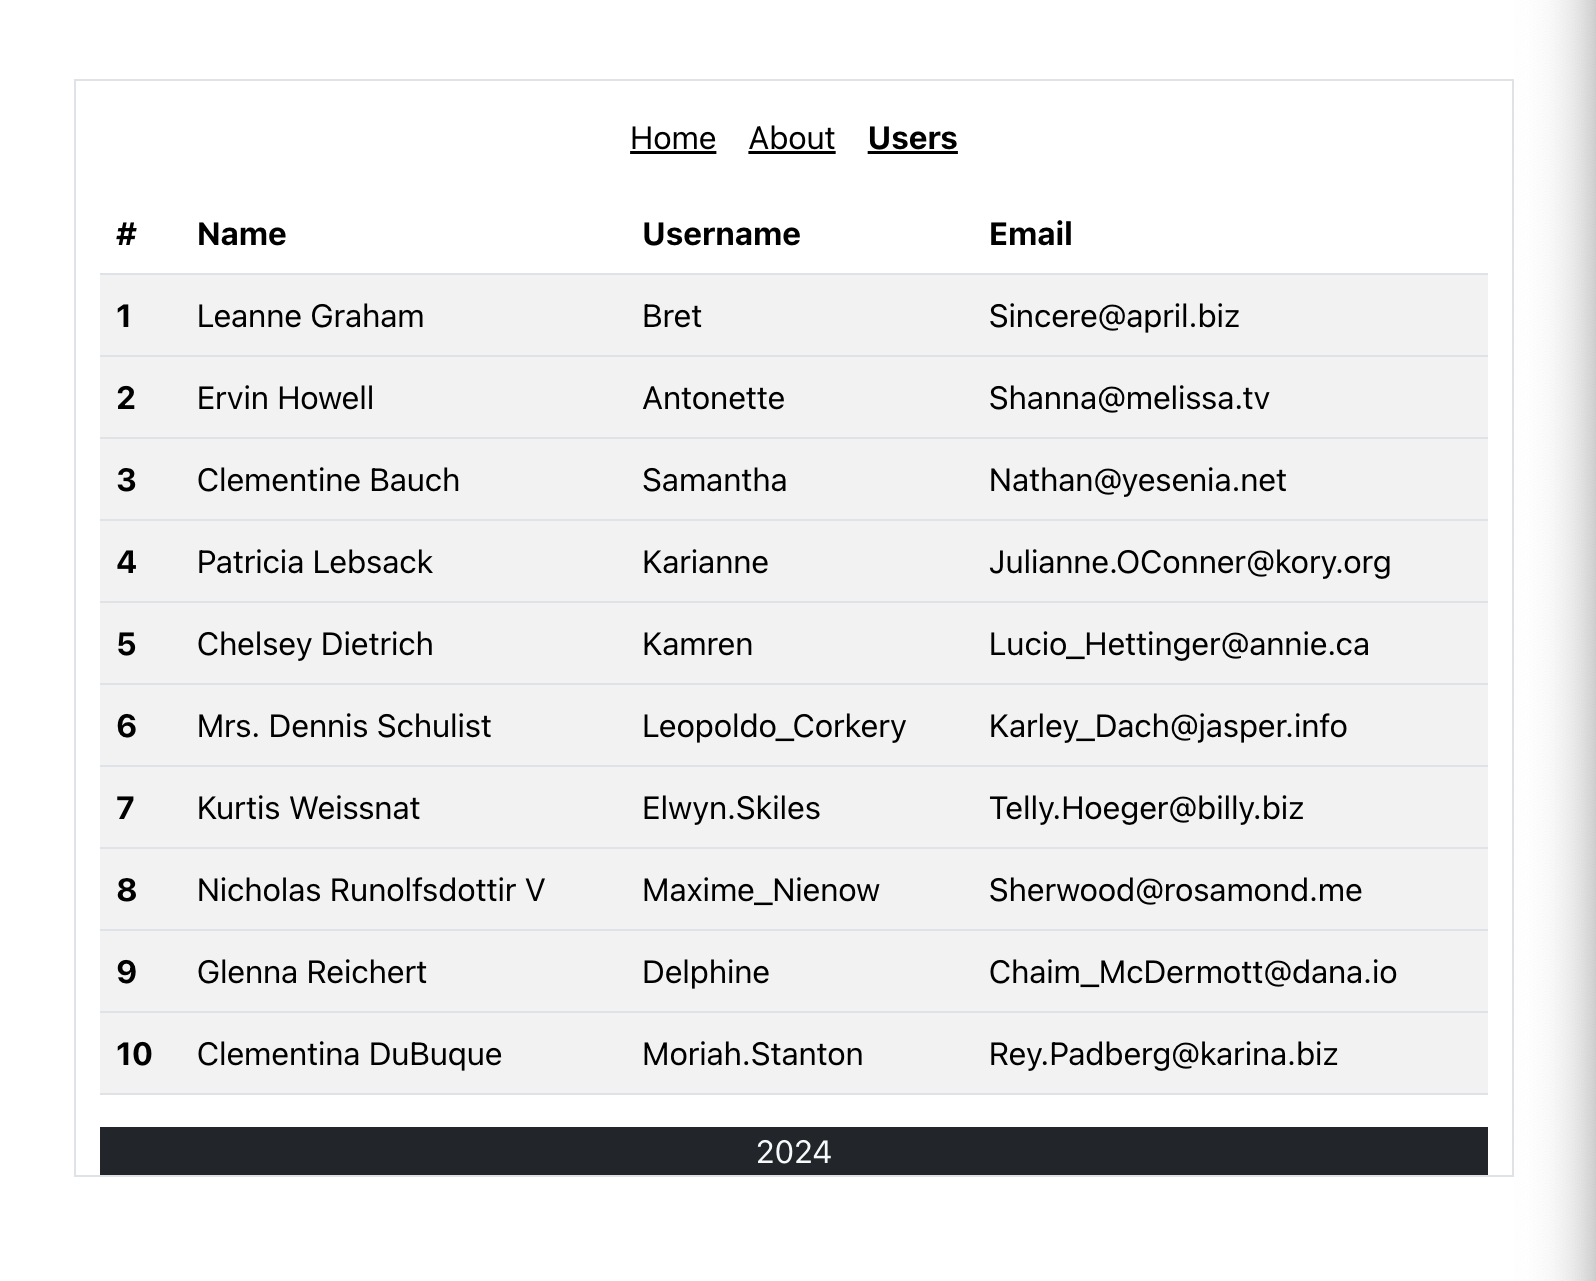 Home About Users
# Name Username Email
1 Leanne Graham Bret Sincere@april.biz
2 Ervin Howell Antonette Shanna@melissa.tv
3 Clementine Bauch Samantha Nathan@yesenia.net
4 Patricia Lebsack Karianne Julianne.OConner@kory.org
5 Chelsey Dietrich Kamren Lucio_Hettinger@annie.ca
6 Mrs. Dennis Schulist Leopoldo_Corkery Karley_Dach@jasper.info
7 Kurtis Weissnat Elwyn.Skiles Telly.Hoeger@billy.biz
8 Nicholas Runolfsdottir V Maxime_Nienow Sherwood@rosamond.me
9 Glenna Reichert Delphine Chaim_McDermott@dana.io
10 Clementina DuBuque Moriah.Stanton Rey.Padberg@karina.biz
2024